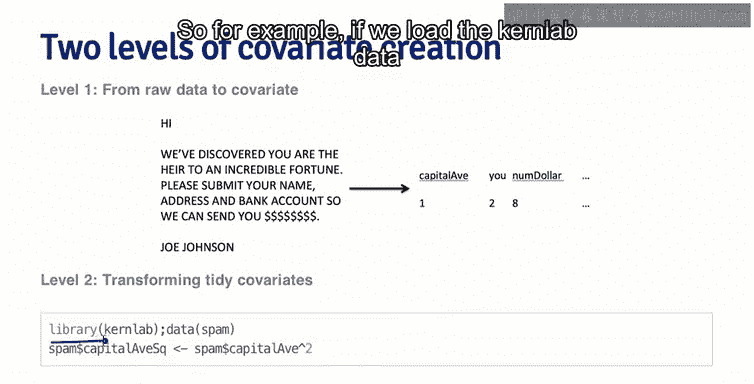 So for example, if we load the kernlab
data
Two levels of covariate creation
Level 1: From raw data to covariate
HI
WE'VE DISCOVERED YOU ARE THE
HEIR TO AN INCREDIBLE FORTUNE.
PLEASE SUBMIT YOUR NAME,
ADDRESS AND BANK ACCOUNT SO
WE CAN SEND YOU $$$$$$$$.
JOE JOHNSON
capitalAve you numDollar ...
1 2 8 ...
Level 2: Transforming tidy covariates
library(kernlab);data(spam)
spam$capitalAveSq <- spam$capitalAve^2